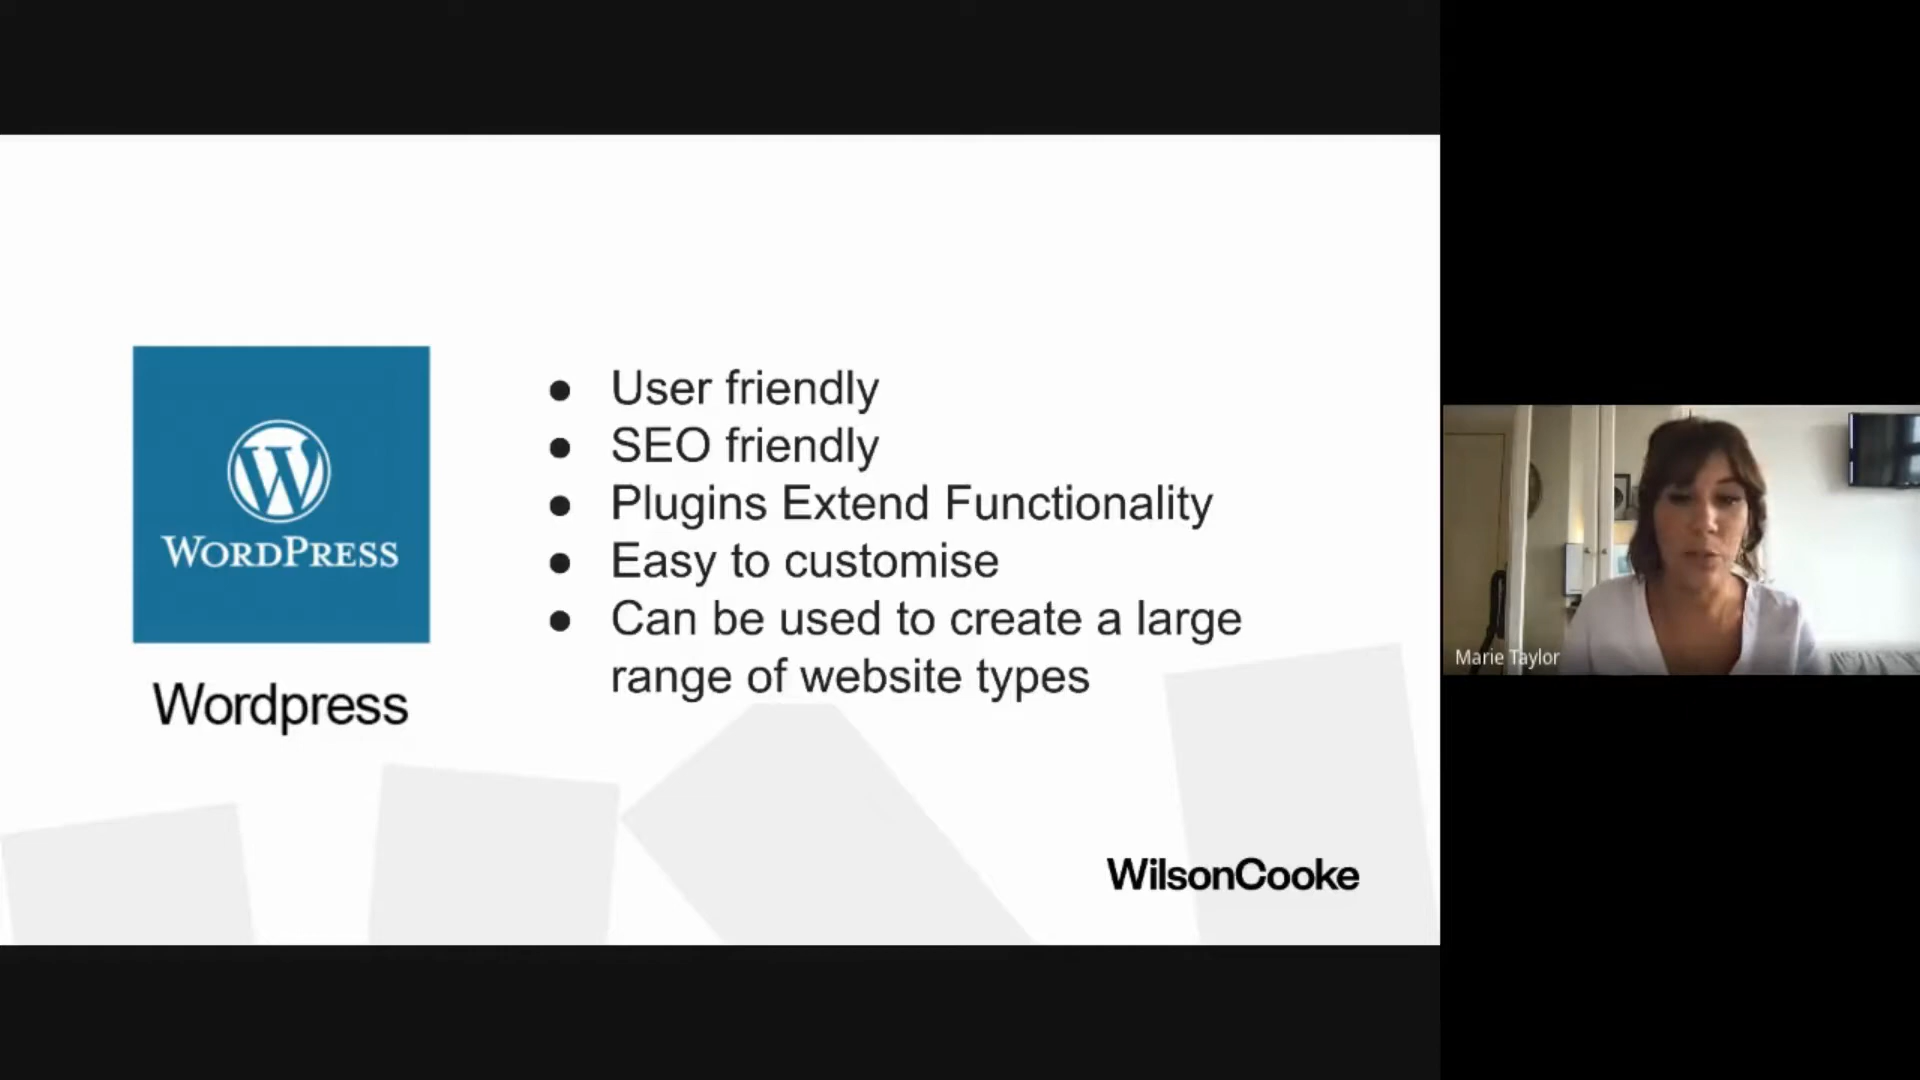 WORDPRESS
Wordpress
● User friendly
● SEO friendly
● Plugins Extend Functionality
● Easy to customise
● Can be used to create a large
range of website types
WilsonCooke
Marie Taylor